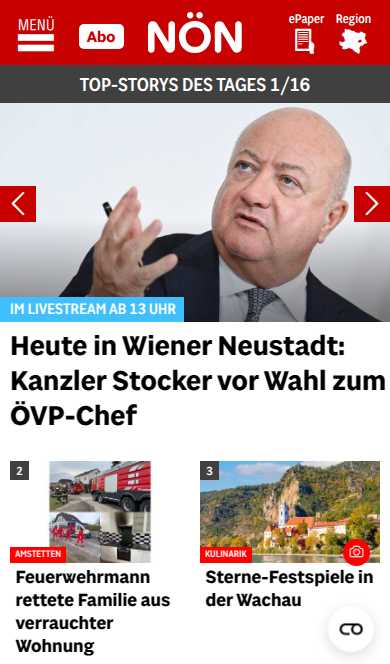 MENÜ
Abo
NÖN
ePaper
Region
TOP-STORYS DES TAGES 1/16
IM LIVESTREAM AB 13 UHR
Heute in Wiener Neustadt:
Kanzler Stocker vor Wahl zum
ÖVP-Chef
2
AMSTETTEN
Feuerwehrmann
rettete Familie aus
verrauchter
Wohnung
3
KULINARIK
Sterne-Festspiele in
der Wachau